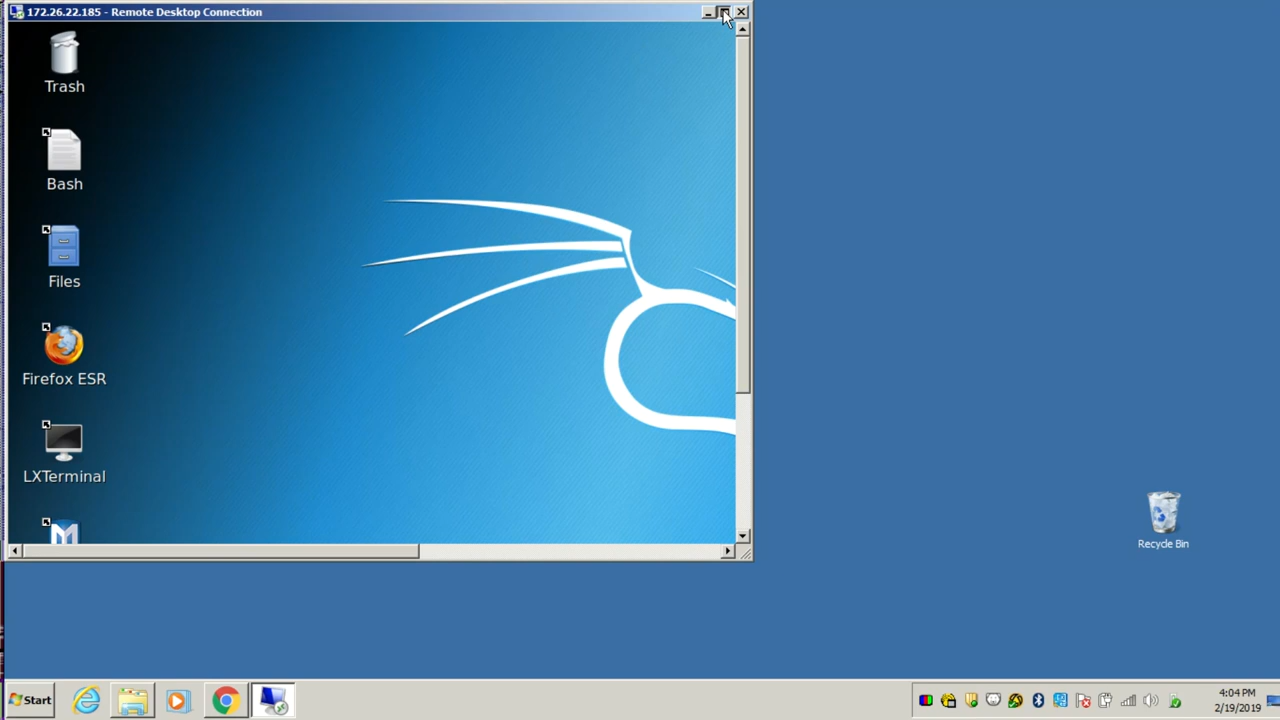 172.26.22.185 - Remote Desktop Connection
Trash
Bash
Files
Firefox ESR
LXTerminal
Recycle Bin
Start
4:04 PM
2/19/2019